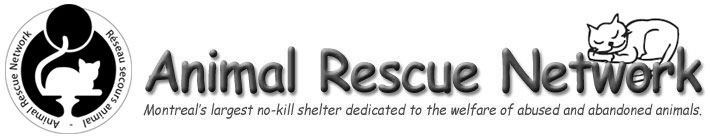 Animal Rescue Network
Réseau secours animal
Animal Rescue Network
Montreal's largest no-kill shelter dedicated to the welfare of abused and abandoned animals.